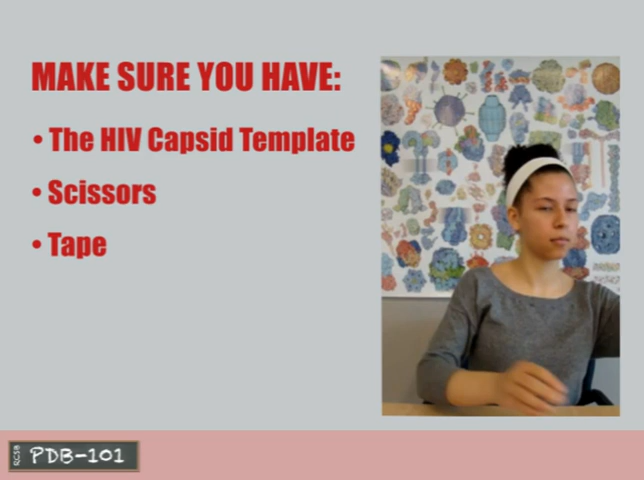 MAKE SURE YOU HAVE:
• The HIV Capsid Template
• Scissors
• Tape
RCSB PDB-101